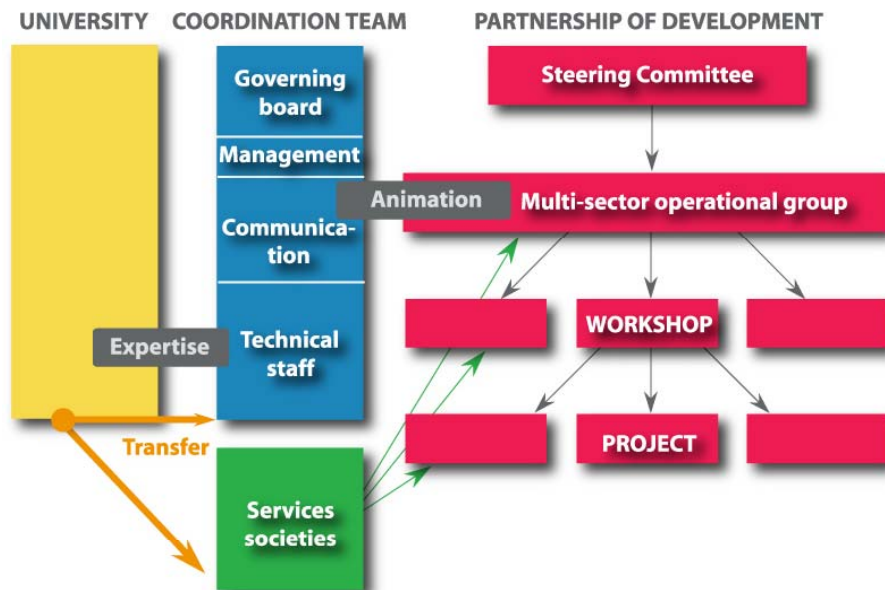 UNIVERSITY
COORDINATION TEAM
PARTNERSHIP OF DEVELOPMENT
Governing
board
Management
Communica-
tion
Technical
staff
Expertise
Animation
Transfer
Services
societies
Steering Committee
Multi-sector operational group
WORKSHOP
PROJECT